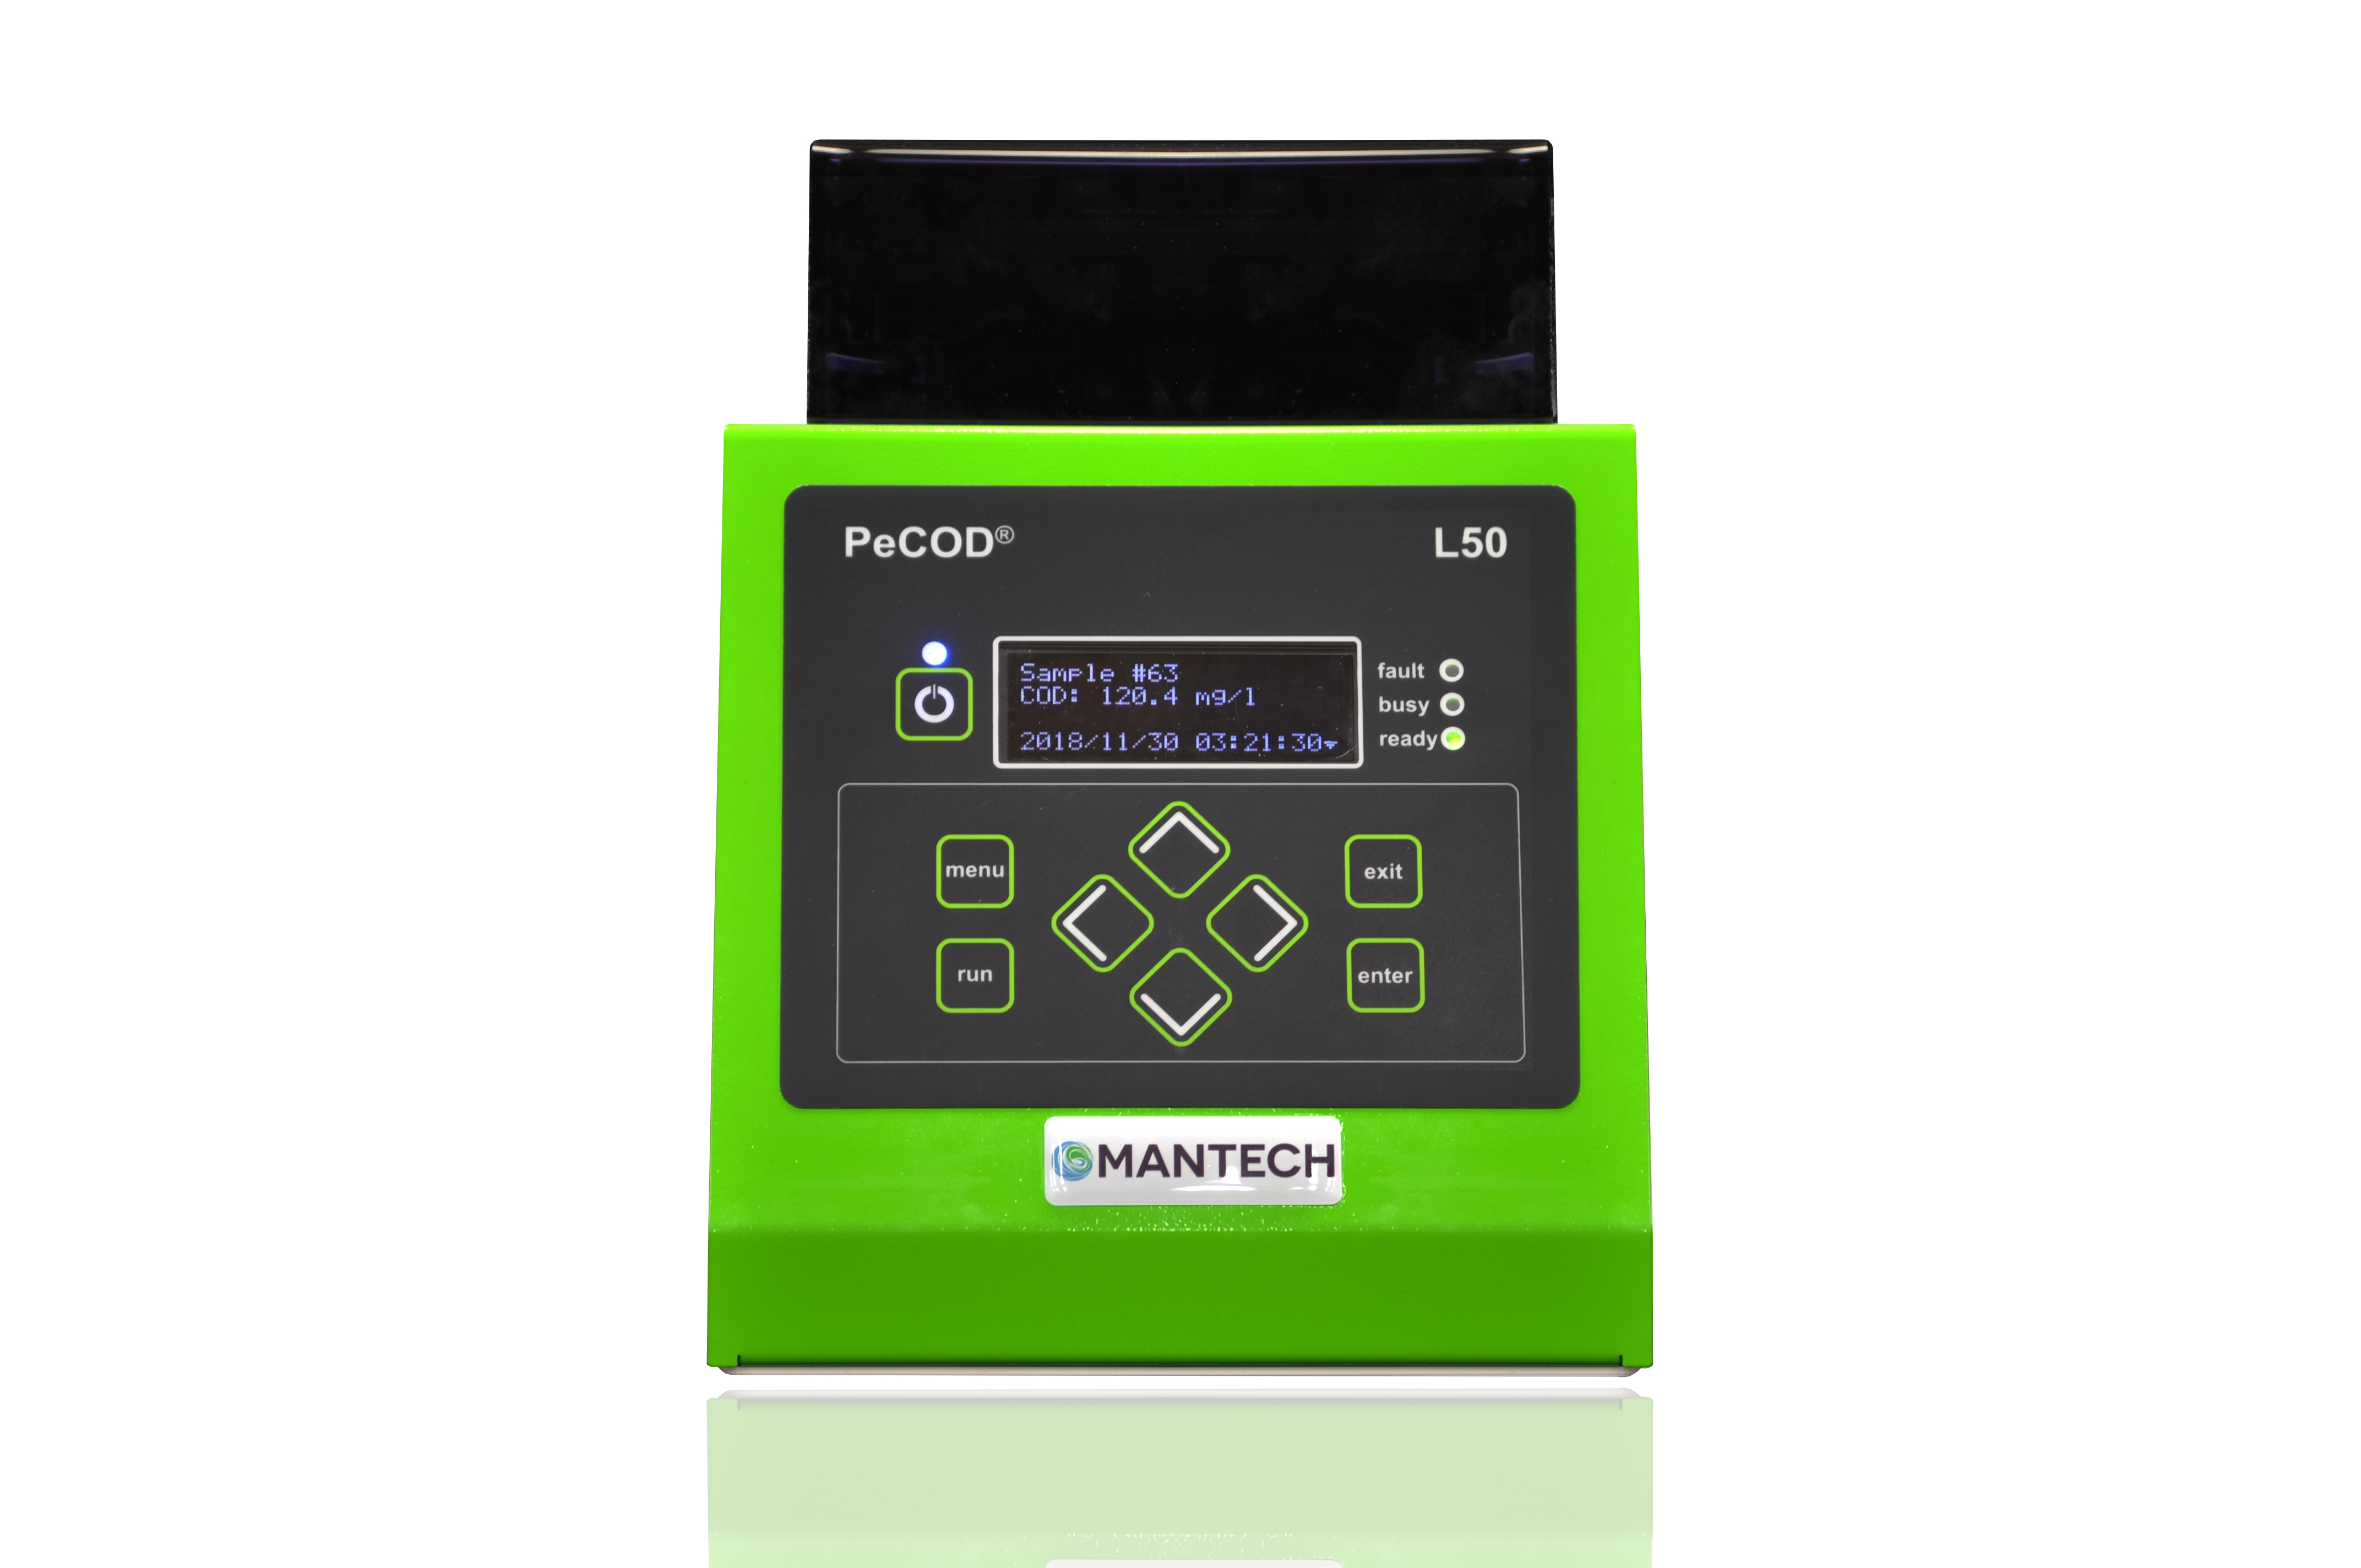 PeCOD® L50
Sample #63
COD: 120.4 mg/l
2018/11/30 03:21:30
fault
busy
ready
menu
exit
run
enter
MANTECH